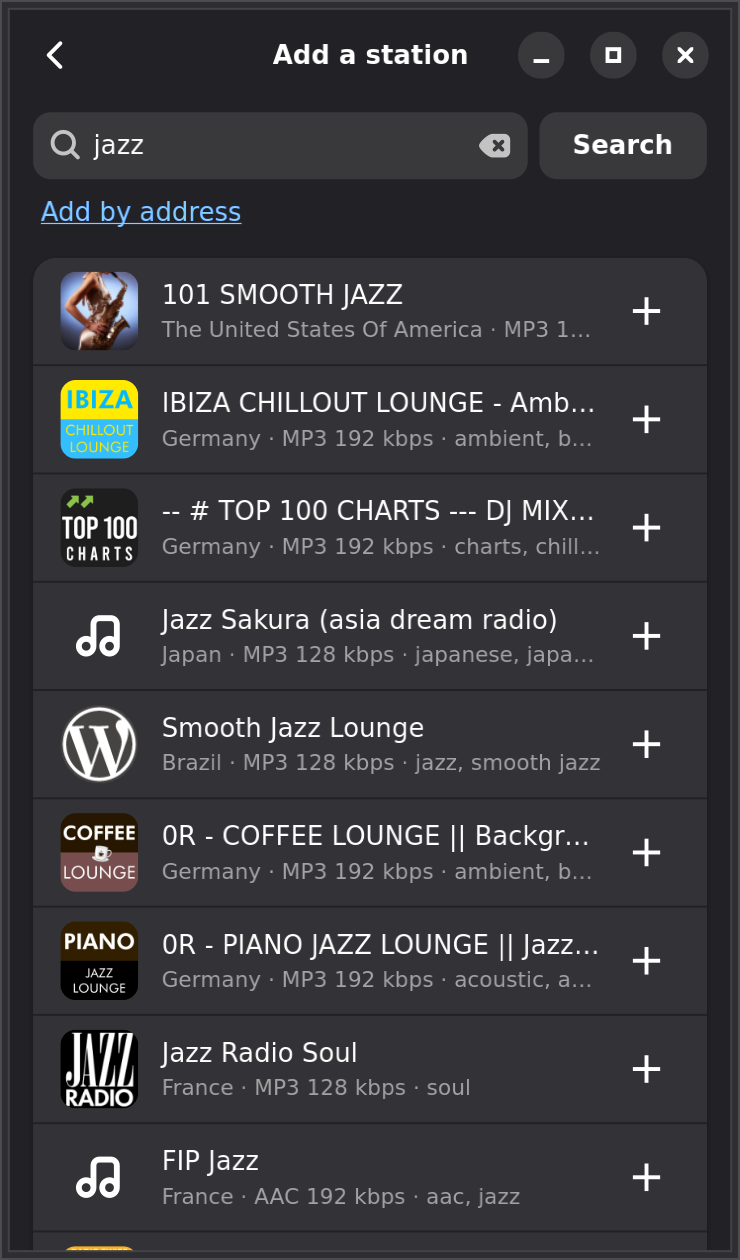 Add a station
jazz
Search
Add by address
101 SMOOTH JAZZ
The United States Of America · MP3 1...
IBIZA
CHILLOUT
LOUNGE
IBIZA CHILLOUT LOUNGE - Amb...
Germany · MP3 192 kbps · ambient, b...
TOP 100
CHARTS
-- # TOP 100 CHARTS --- DJ MIX...
Germany · MP3 192 kbps · charts, chill...
Jazz Sakura (asia dream radio)
Japan · MP3 128 kbps · japanese, japa...
W
Smooth Jazz Lounge
Brazil · MP3 128 kbps · jazz, smooth jazz
COFFEE
LOUNGE
0R - COFFEE LOUNGE || Backgr...
Germany · MP3 192 kbps · ambient, b...
PIANO
JAZZ
LOUNGE
0R - PIANO JAZZ LOUNGE || Jazz...
Germany · MP3 192 kbps · acoustic, a...
JAZZ
RADIO
Jazz Radio Soul
France · MP3 128 kbps · soul
FIP Jazz
France · AAC 192 kbps · aac, jazz